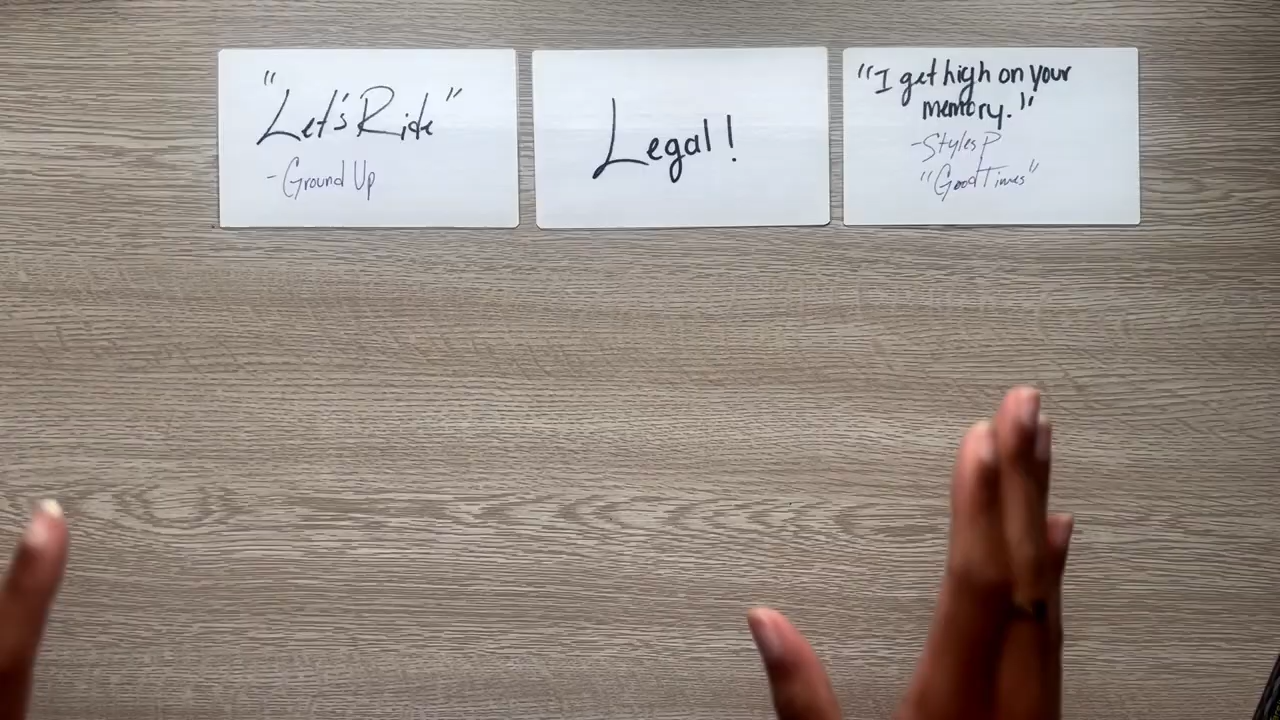 "Let's Ride"
-Ground Up
Legal!
"I get high on your
memory."
-Styles P
"Good Times"